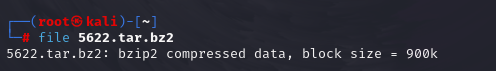 ┌──(root㉿kali)-[~]
└─# file 5622.tar.bz2
5622.tar.bz2: bzip2 compressed data, block size = 900k